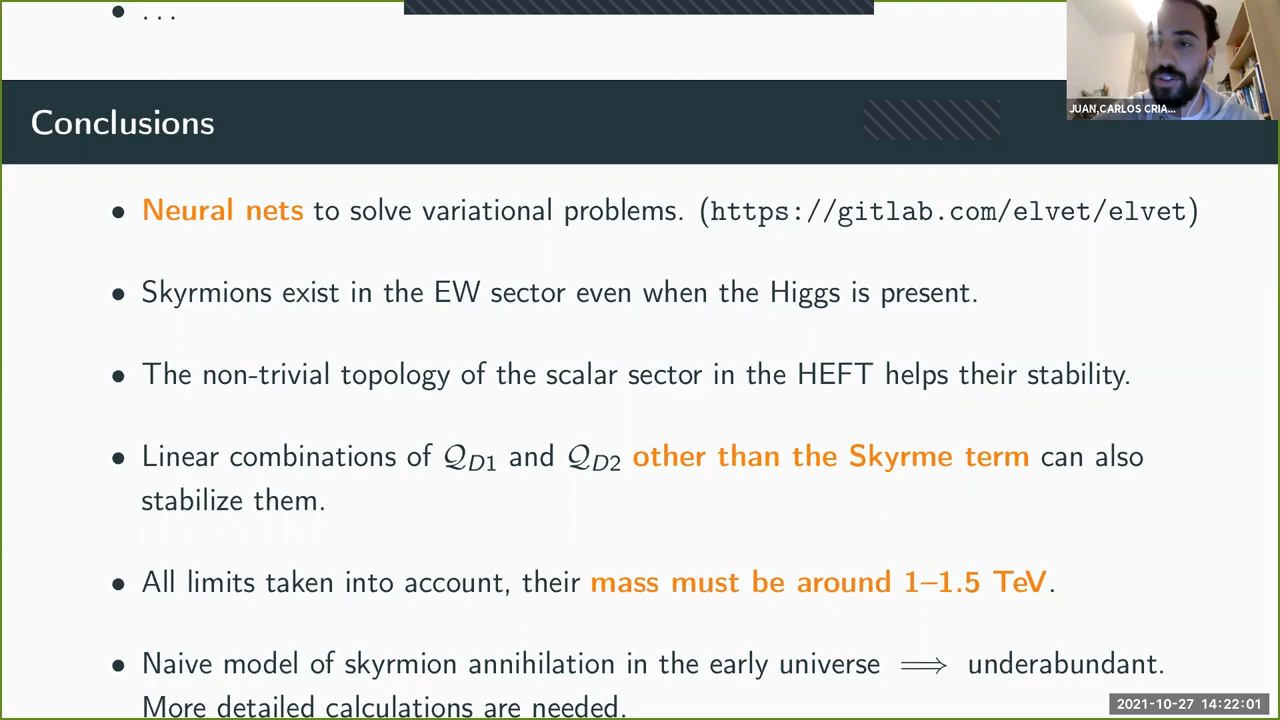 • . . .
Conclusions
JUAN,CARLOS CRIA...
• Neural nets to solve variational problems. (https://gitlab.com/elvet/elvet)
• Skyrmions exist in the EW sector even when the Higgs is present.
• The non-trivial topology of the scalar sector in the HEFT helps their stability.
• Linear combinations of 𝒬D1 and 𝒬D2 other than the Skyrme term can also
stabilize them.
• All limits taken into account, their mass must be around 1–1.5 TeV.
• Naive model of skyrmion annihilation in the early universe ⟹ underabundant.
More detailed calculations are needed.
2021-10-27 14:22:01